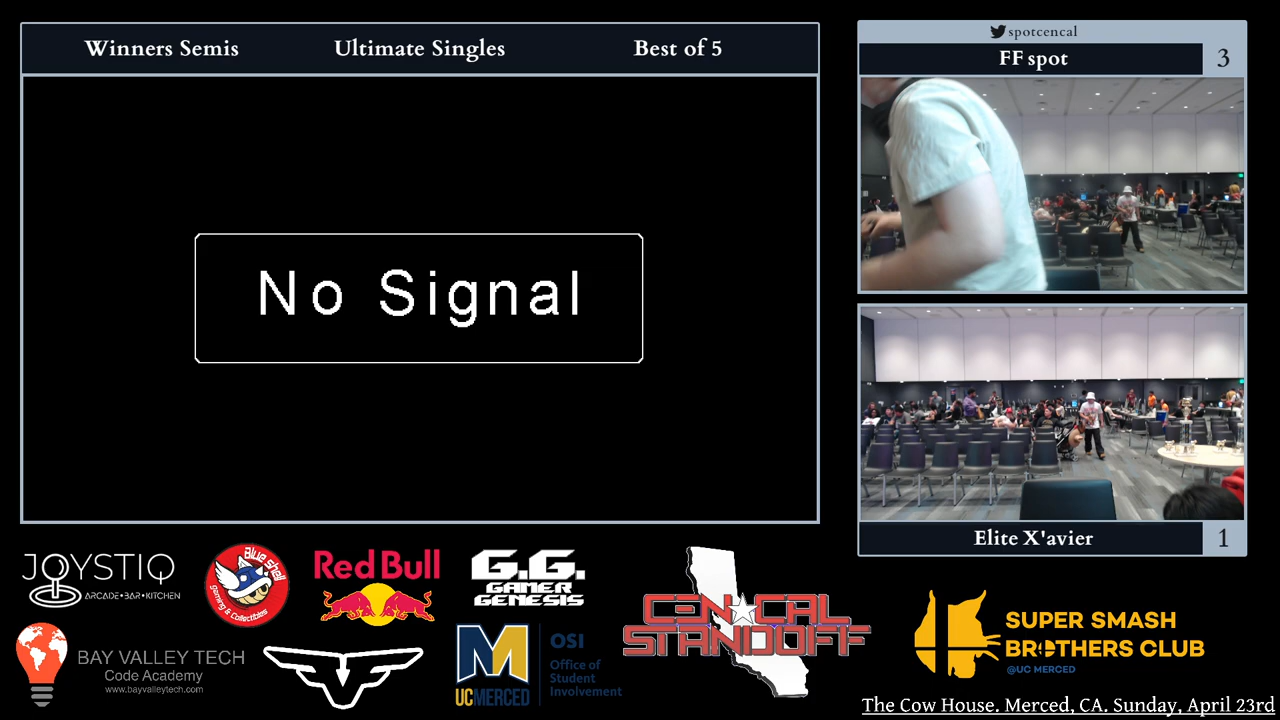 Winners Semis Ultimate Singles Best of 5
spotcencal
FF spot 3
No Signal
Elite X'avier 1
JOYSTIQ
ARCADE•BAR•KITCHEN
Blue Shell
Gaming & Collectibles
Red Bull
G.G.
GAMER
GENESIS
CEN CAL
STANDOFF
SUPER SMASH
BROTHERS CLUB
@UC MERCED
BAY VALLEY TECH
Code Academy
www.bayvalleytech.com
M
UCMERCED
OSI
Office of
Student
Involvement
The Cow House. Merced, CA. Sunday, April 23rd